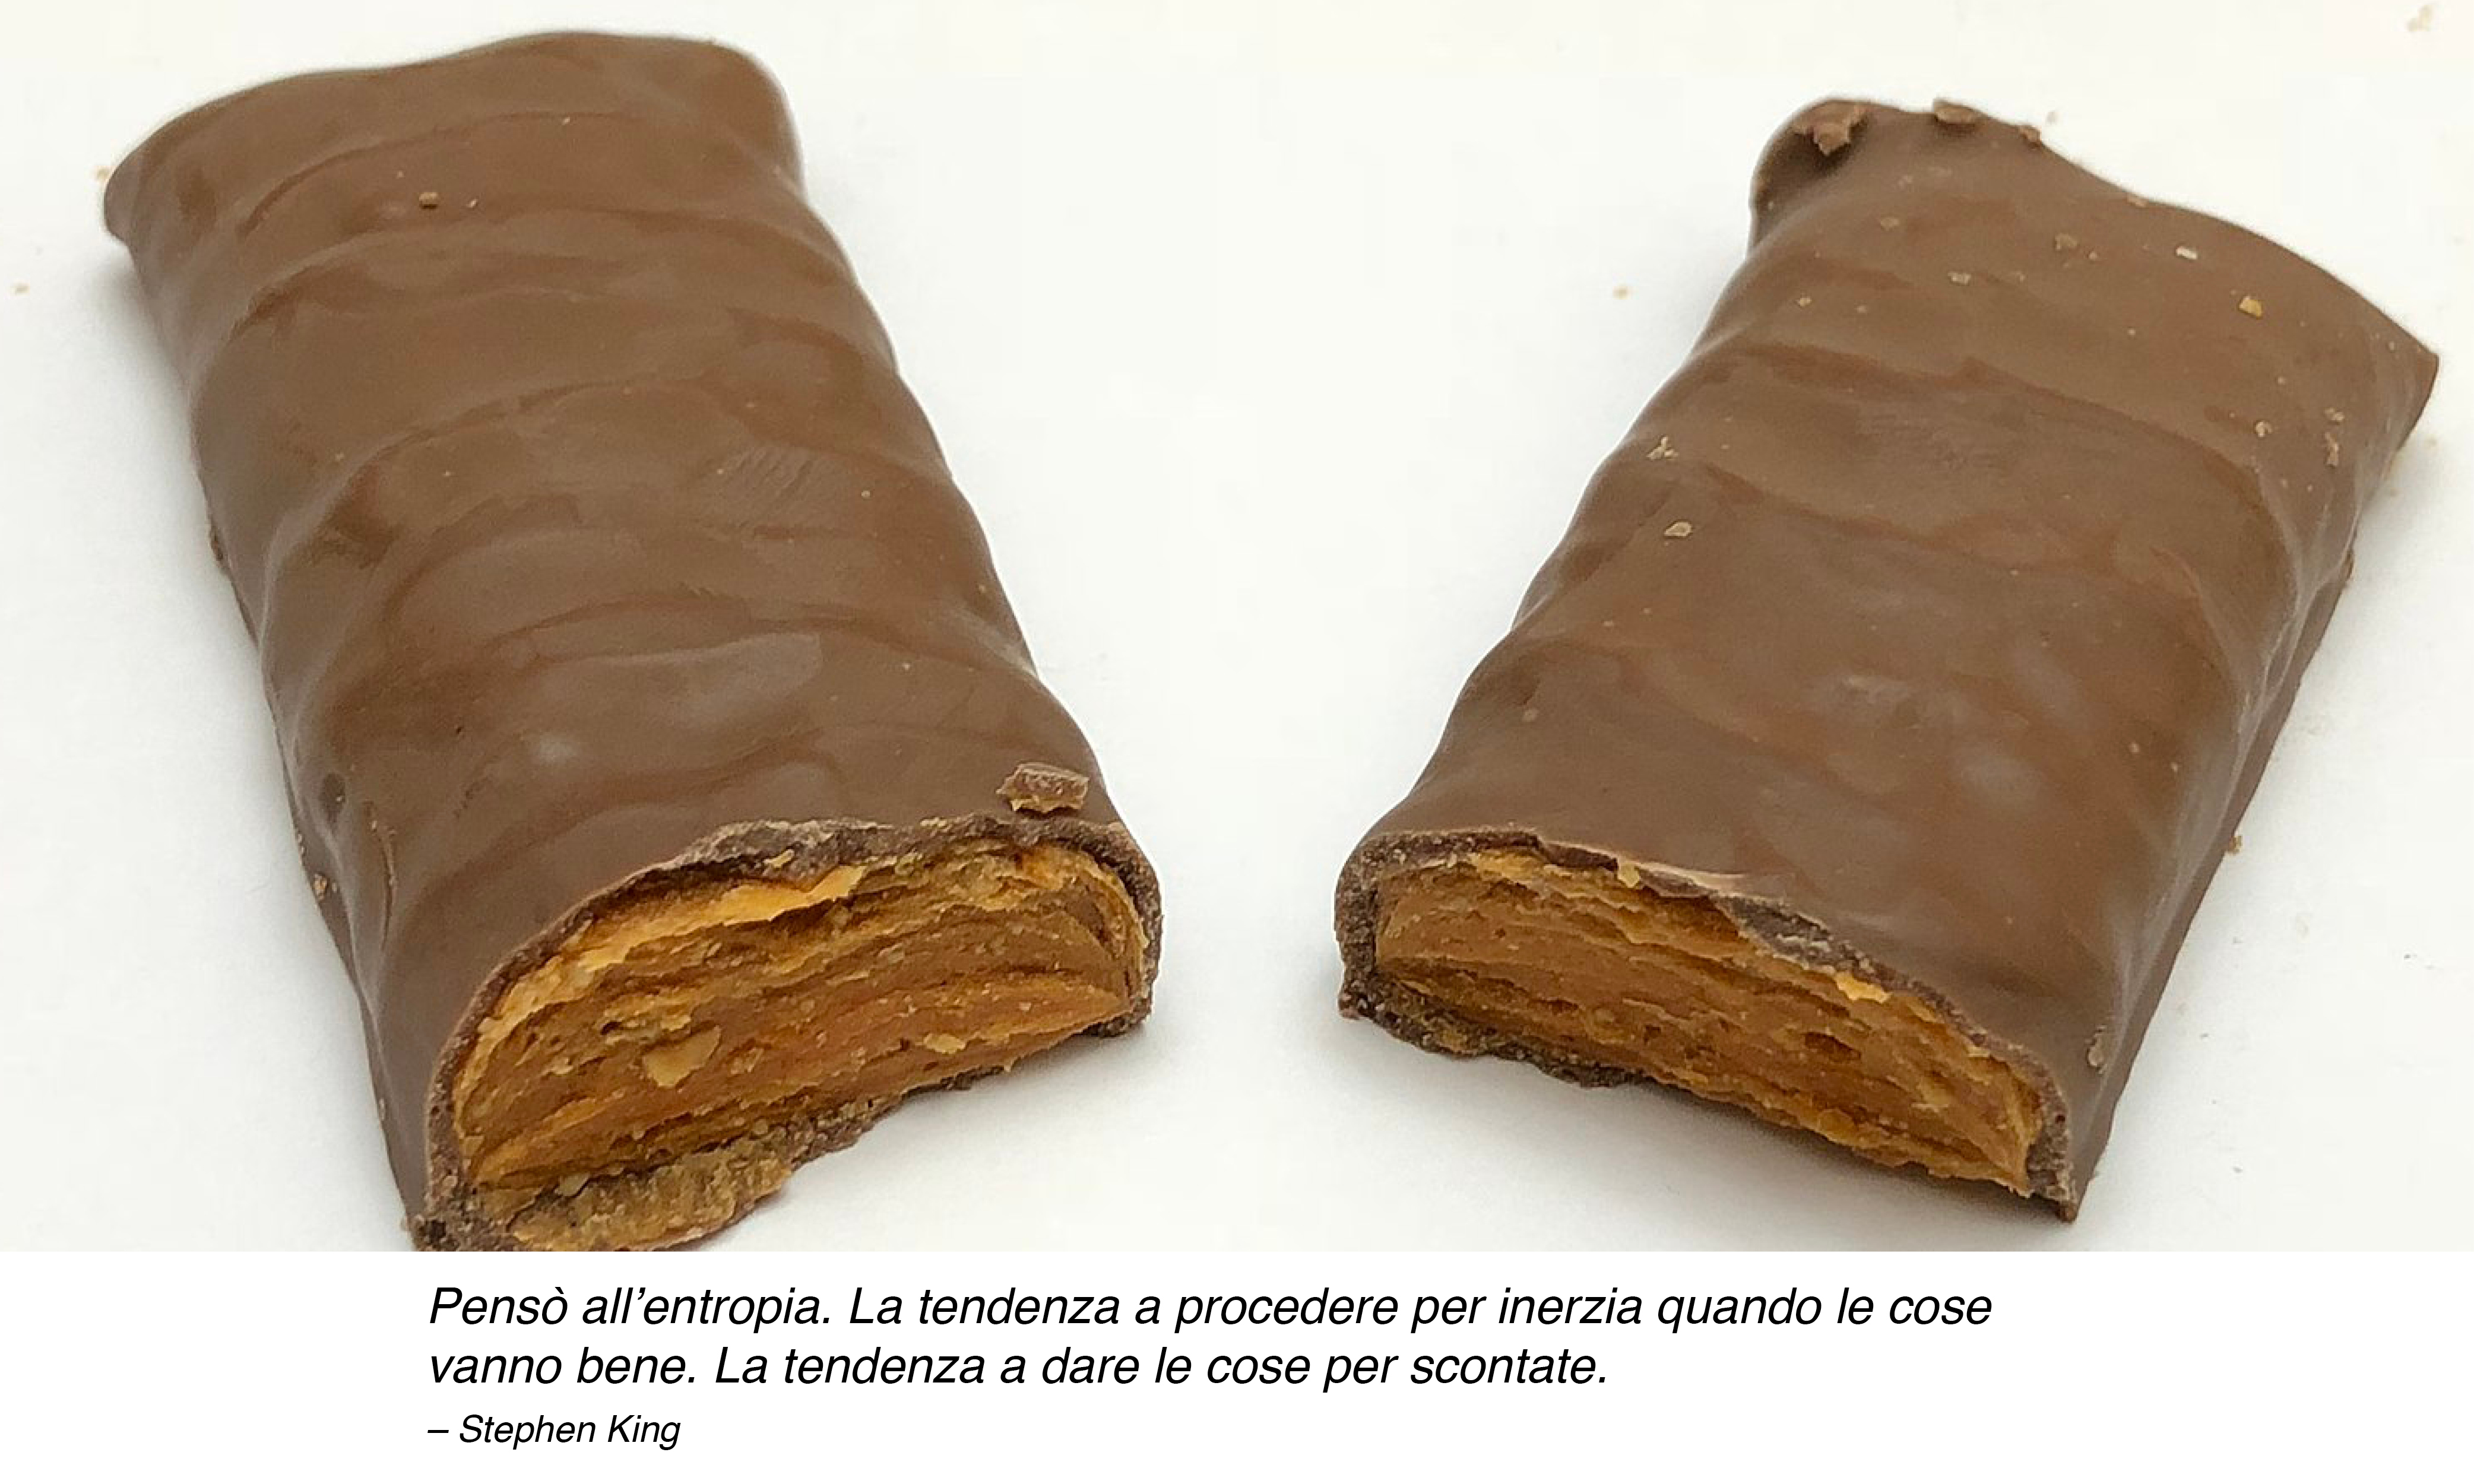 Pensò all’entropia. La tendenza a procedere per inerzia quando le cose
vanno bene. La tendenza a dare le cose per scontate.
– Stephen King